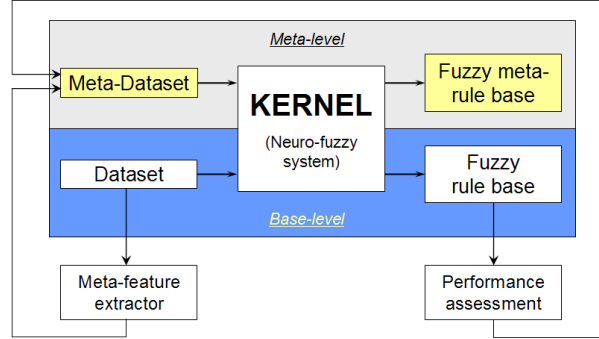 Meta-level
Meta-Dataset
KERNEL
(Neuro-fuzzy
system)
Fuzzy meta-
rule base
Dataset
Fuzzy
rule base
Base-level
Meta-feature
extractor
Performance
assessment